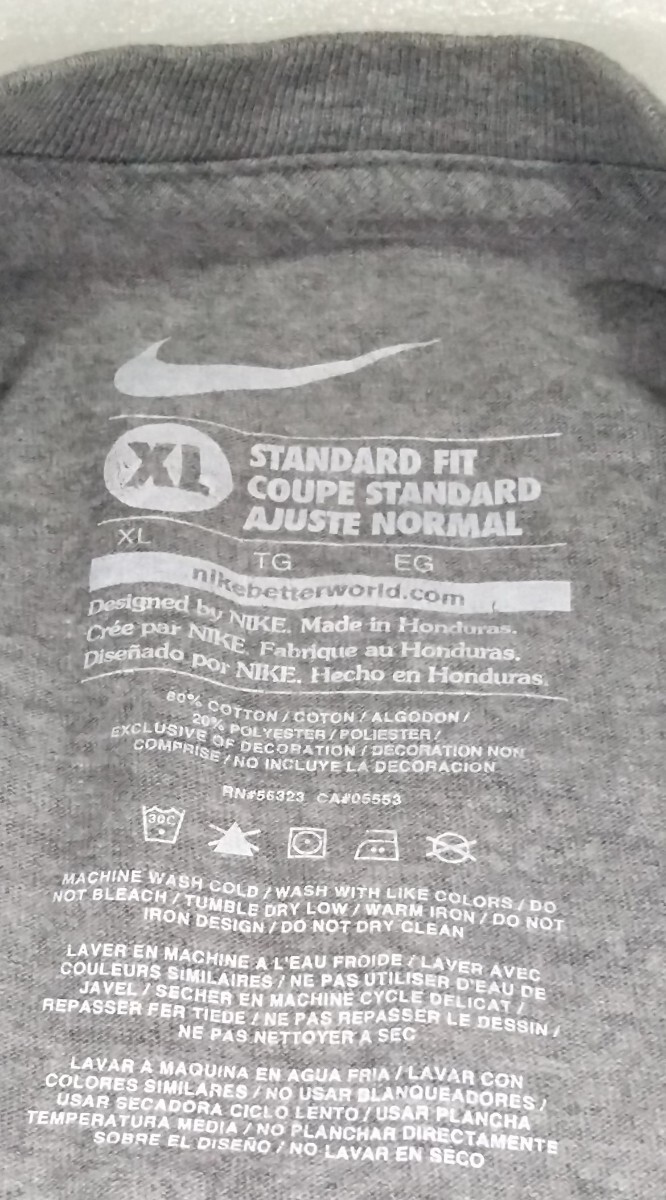 XL
STANDARD FIT
COUPE STANDARD
AJUSTE NORMAL
XL TG EG
nikebetterworld.com
Designed by NIKE. Made in Honduras.
Crée par NIKE. Fabrique au Honduras.
Diseñado por NIKE. Hecho en Honduras.
80% COTTON / COTON / ALGODON /
20% POLYESTER / POLIESTER /
EXCLUSIVE OF DECORATION / DECORATION NON
COMPRISE / NO INCLUYE LA DECORACION
RN#56323 CA#05553
30C
MACHINE WASH COLD / WASH WITH LIKE COLORS / DO
NOT BLEACH / TUMBLE DRY LOW / WARM IRON / DO NOT
IRON DESIGN / DO NOT DRY CLEAN
LAVER EN MACHINE A L'EAU FROIDE / LAVER AVEC
COULEURS SIMILAIRES / NE PAS UTILISER D'EAU DE
JAVEL / SECHER EN MACHINE CYCLE DELICAT /
REPASSER FER TIEDE / NE PAS REPASSER LE DESSIN /
NE PAS NETTOYER A SEC
LAVAR A MAQUINA EN AGUA FRIA / LAVAR CON
COLORES SIMILARES / NO USAR BLANQUEADORES /
USAR SECADORA CICLO LENTO / USAR PLANCHA
TEMPERATURA MEDIA / NO PLANCHAR DIRECTAMENTE
SOBRE EL DISEÑO / NO LAVAR EN SECO